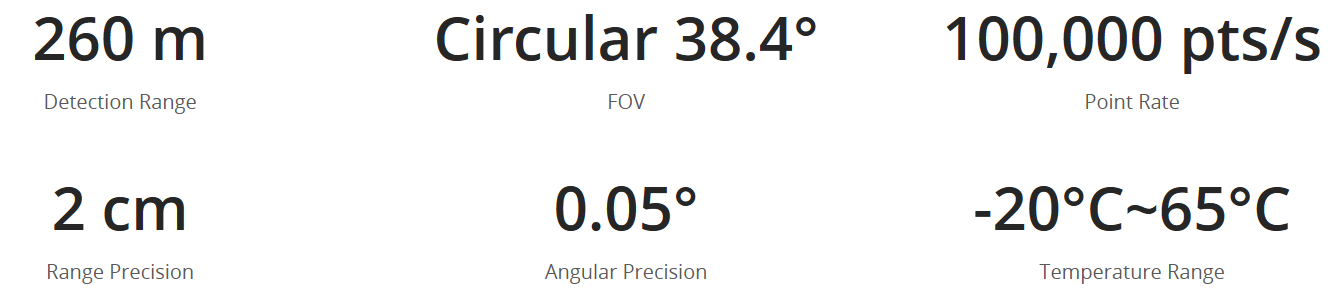 260 m
Circular 38.4°
100,000 pts/s
Detection Range
FOV
Point Rate
2 cm
0.05°
-20°C~65°C
Range Precision
Angular Precision
Temperature Range